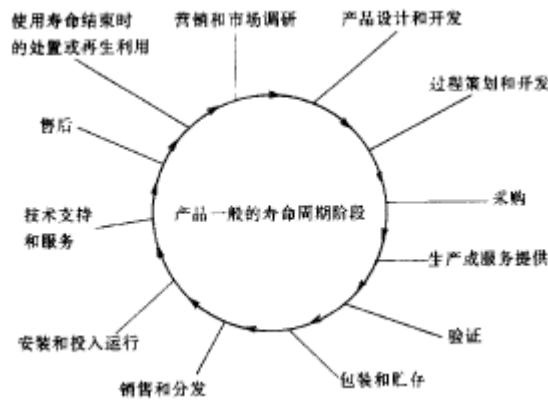 使用寿命结束时
的处置或再生利用
营销和市场调研
产品设计和开发
过程策划和开发
采购
生产或服务提供
验证
包装和贮存
销售和分发
安装和投入运行
技术支持
和服务
售后
产品一般的寿命周期阶段